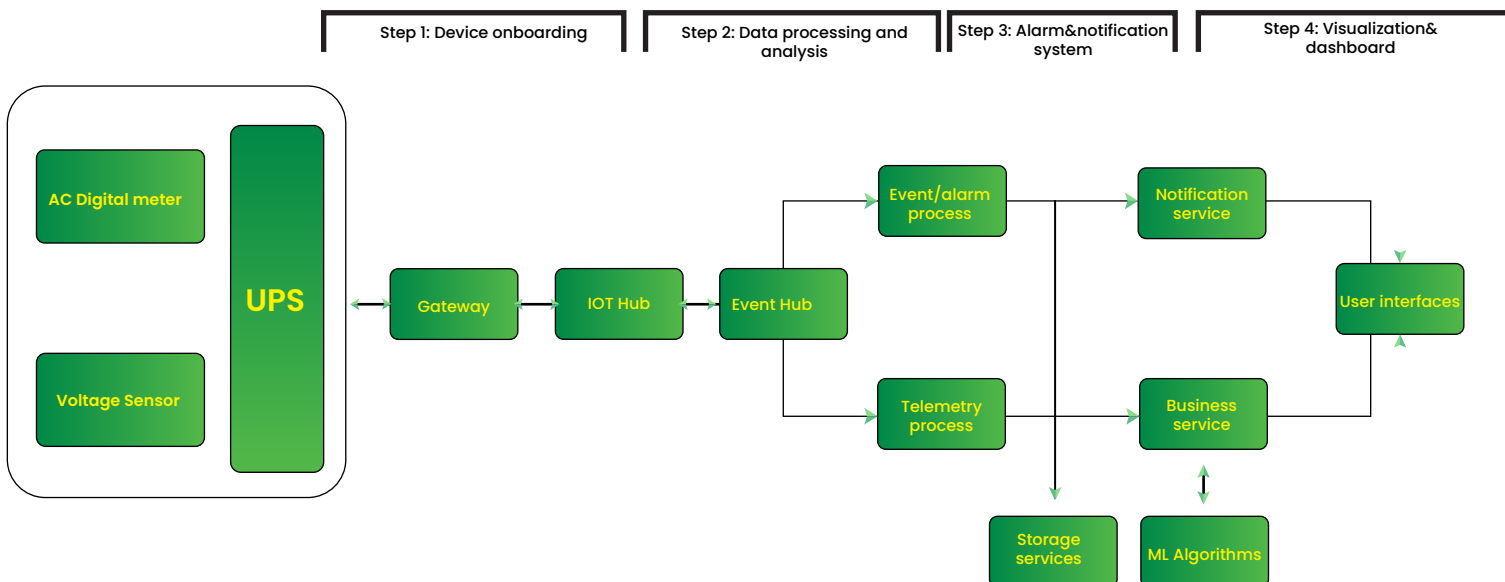 Step 1: Device onboarding
Step 2: Data processing and
analysis
Step 3: Alarm&notification
system
Step 4: Visualization&
dashboard
AC Digital meter
Voltage Sensor
UPS
Gateway
IOT Hub
Event Hub
Event/alarm
process
Telemetry
process
Notification
service
Business
service
User interfaces
Storage
services
ML Algorithms